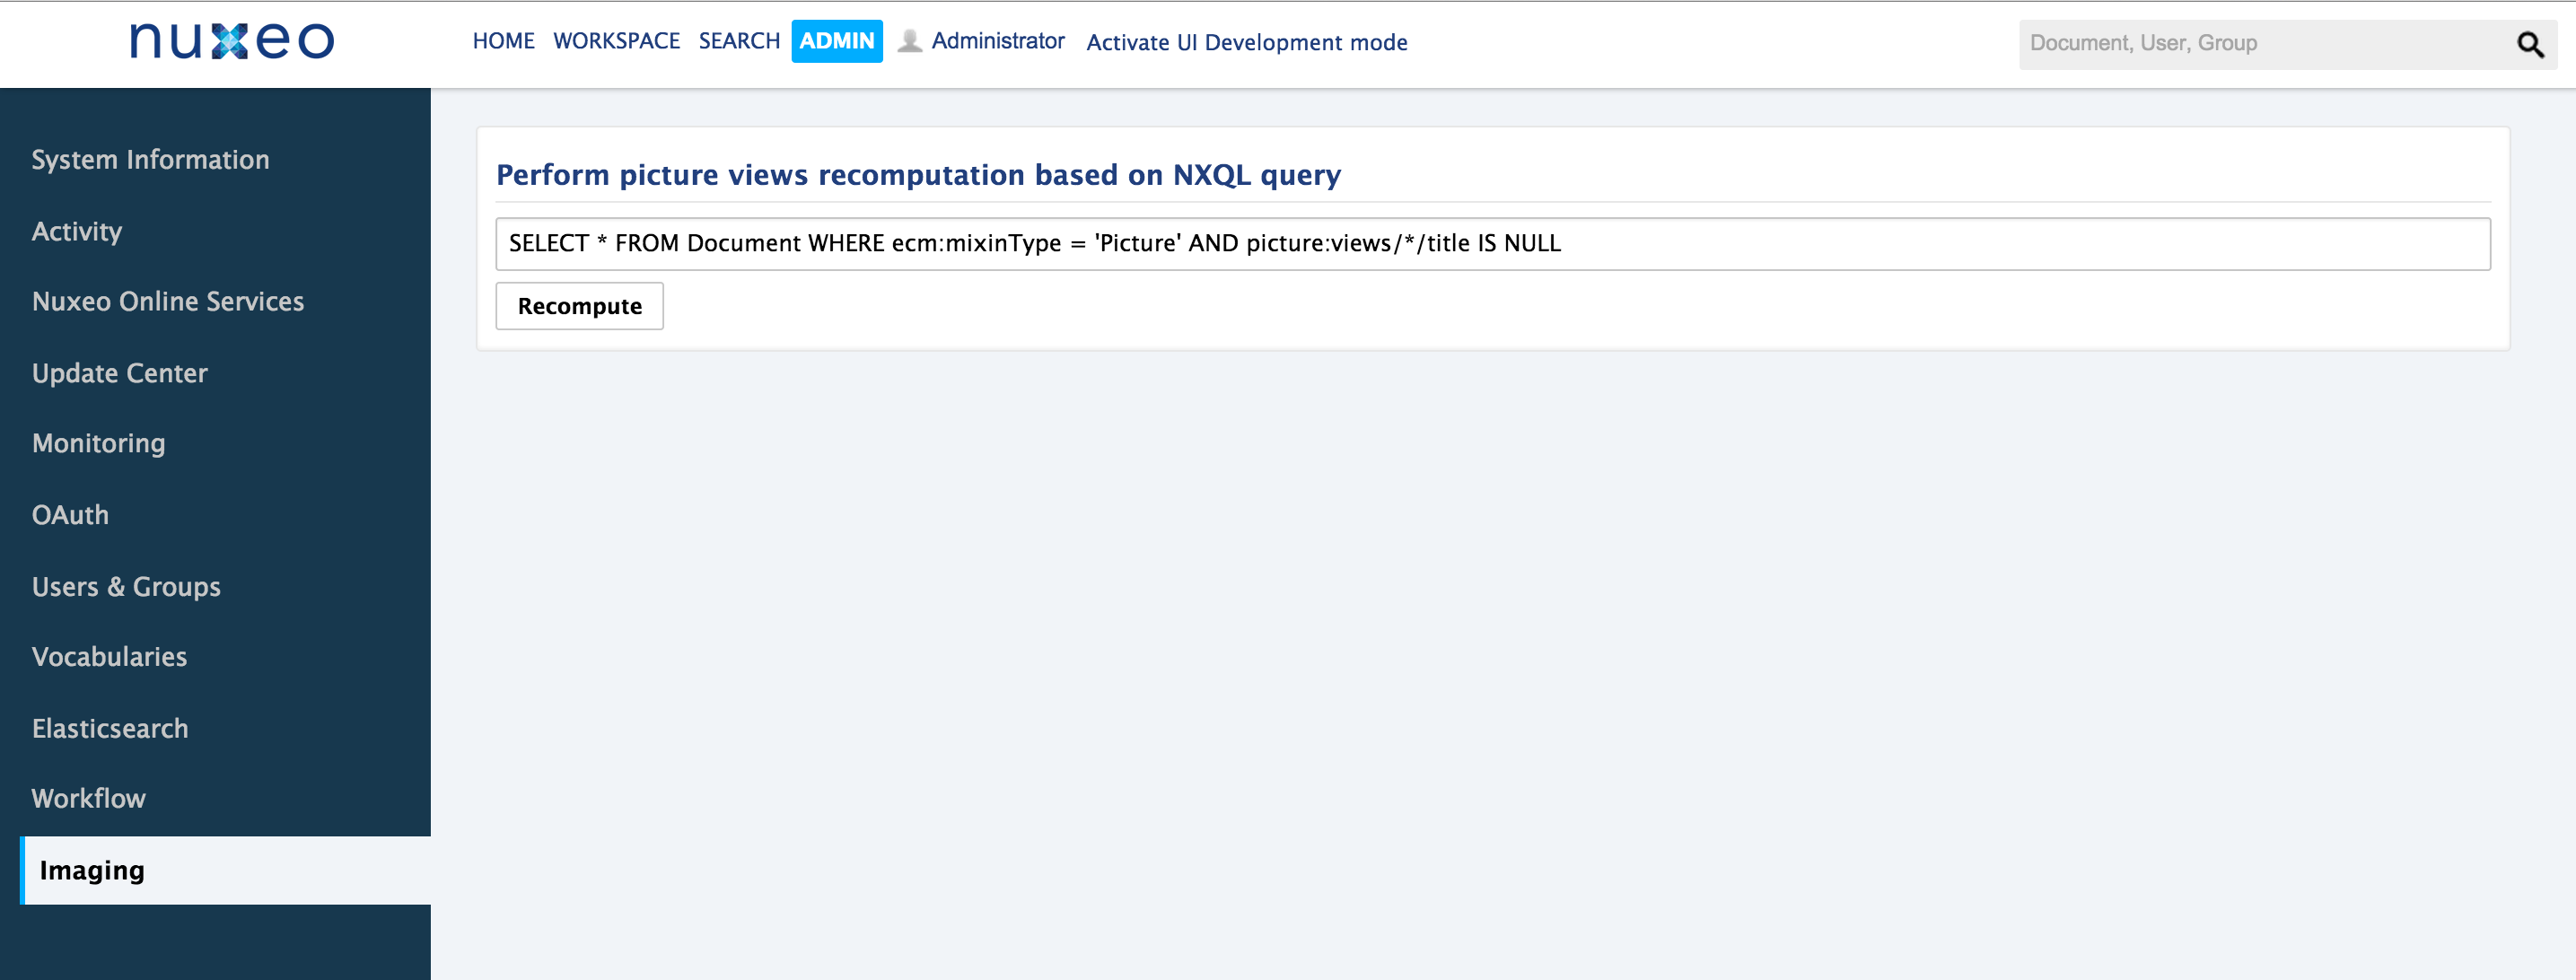 nuxeo
HOME WORKSPACE SEARCH ADMIN Administrator Activate UI Development mode
Document, User, Group
System Information
Activity
Nuxeo Online Services
Update Center
Monitoring
OAuth
Users & Groups
Vocabularies
Elasticsearch
Workflow
Imaging
Perform picture views recomputation based on NXQL query
SELECT * FROM Document WHERE ecm:mixinType = 'Picture' AND picture:views/*/title IS NULL
Recompute